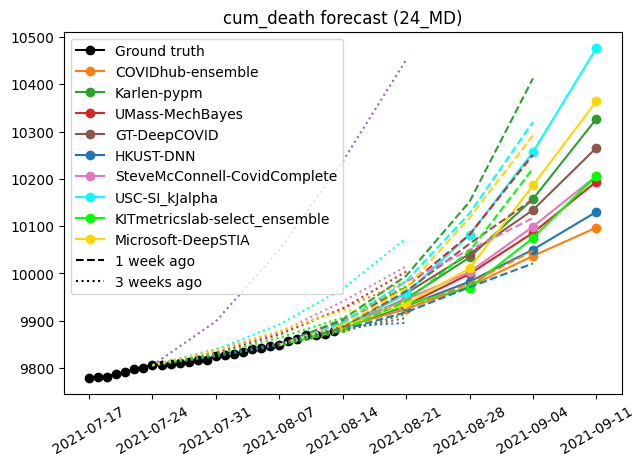 cum_death forecast (24_MD)
10500
10400
10300
10200
10100
10000
9900
9800
Ground truth
COVIDhub-ensemble
Karlen-pypm
UMass-MechBayes
GT-DeepCOVID
HKUST-DNN
SteveMcConnell-CovidComplete
USC-SI_kJalpha
KITmetricslab-select_ensemble
Microsoft-DeepSTIA
1 week ago
3 weeks ago
2021-07-17
2021-07-24
2021-07-31
2021-08-07
2021-08-14
2021-08-21
2021-08-28
2021-09-04
2021-09-11